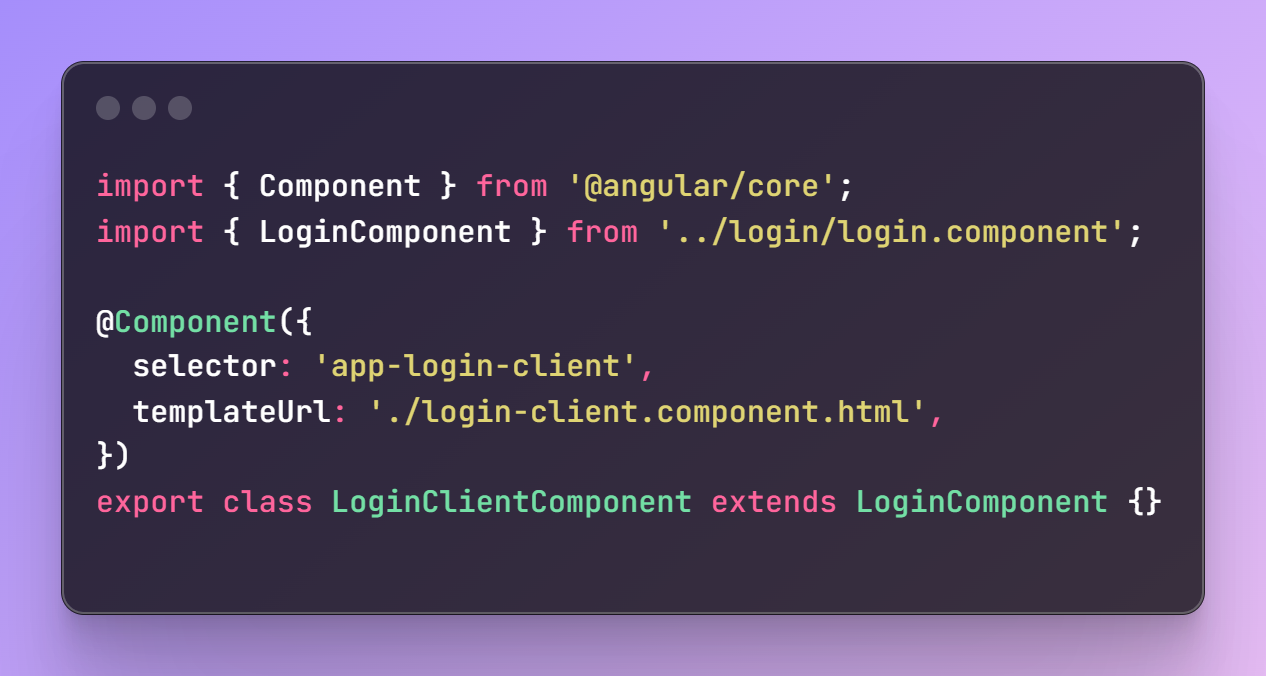 import { Component } from '@angular/core';
import { LoginComponent } from '../login/login.component';

@Component({
  selector: 'app-login-client',
  templateUrl: './login-client.component.html',
})
export class LoginClientComponent extends LoginComponent {}